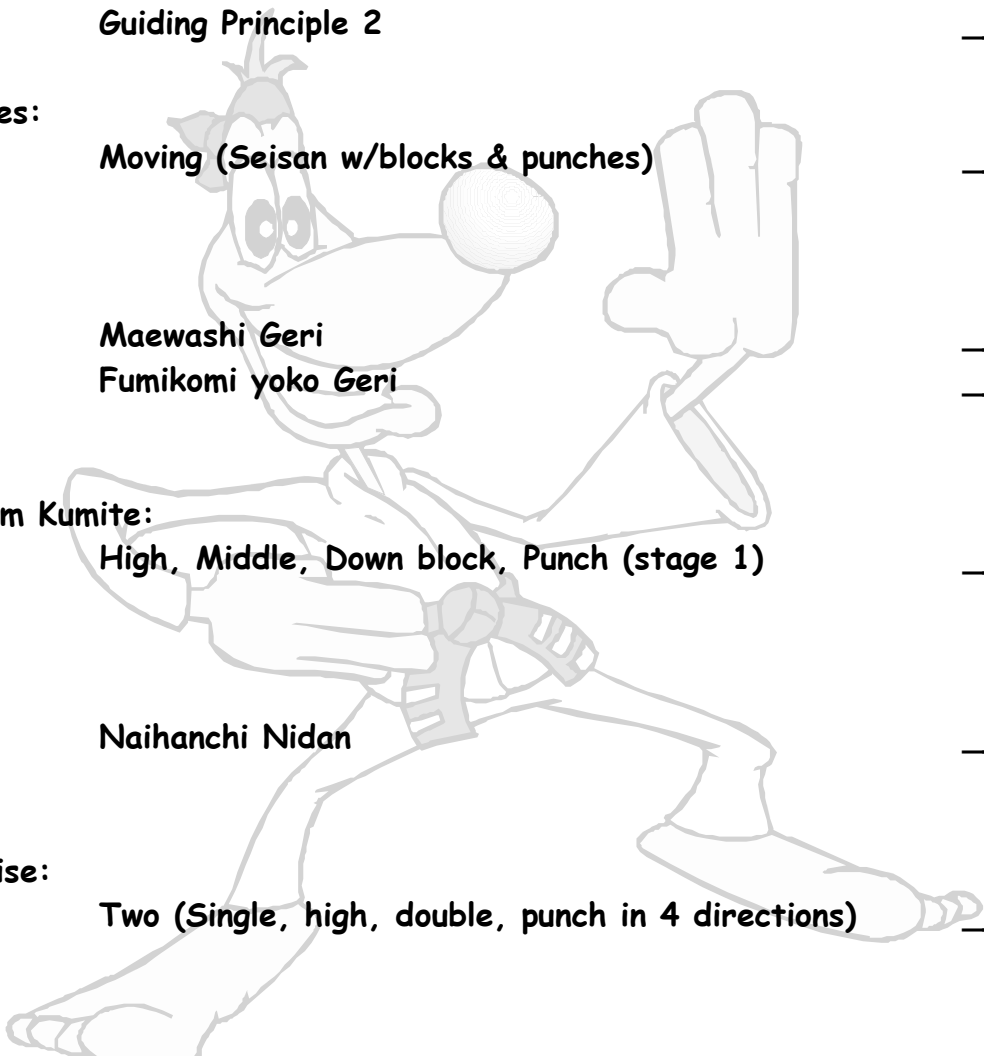 Guiding Principle 2
es:
Moving (Seisan w/blocks & punches)
Maewashi Geri
Fumikomi yoko Geri
m Kumite:
High, Middle, Down block, Punch (stage 1)
Naihanchi Nidan
ise:
Two (Single, high, double, punch in 4 directions)